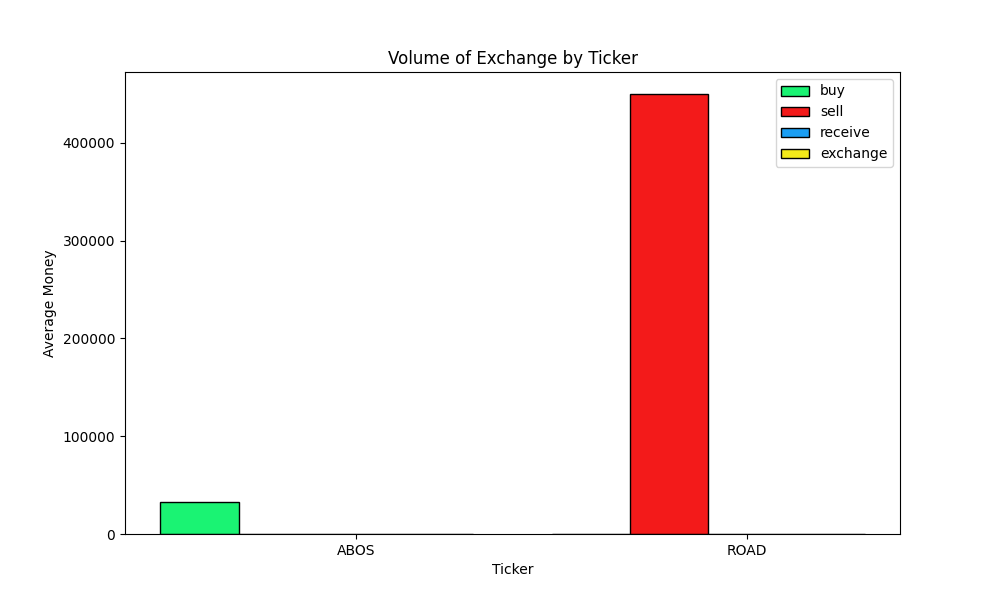 Volume of Exchange by Ticker
buy
sell
receive
exchange
400000
300000
200000
100000
0
Average Money
ABOS
ROAD
Ticker